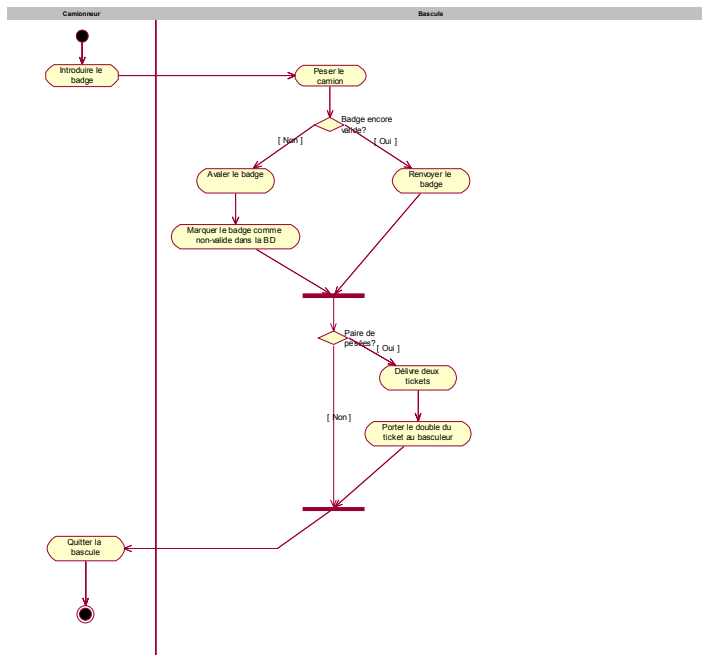 Camionneur
Bascule
Introduire le
badge
Peser le
camion
Badge encore
valide?
[ Non ]
[ Oui ]
Avaler le badge
Renvoyer le
badge
Marquer le badge comme
non-valide dans la BD
Paire de
pesées?
[ Oui ]
Délivre deux
tickets
[ Non ]
Porter le double du
ticket au basculeur
Quitter la
bascule